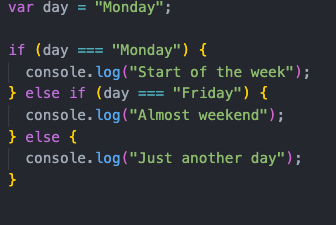 var day = "Monday";

if (day === "Monday") {
  console.log("Start of the week");
} else if (day === "Friday") {
  console.log("Almost weekend");
} else {
  console.log("Just another day");
}